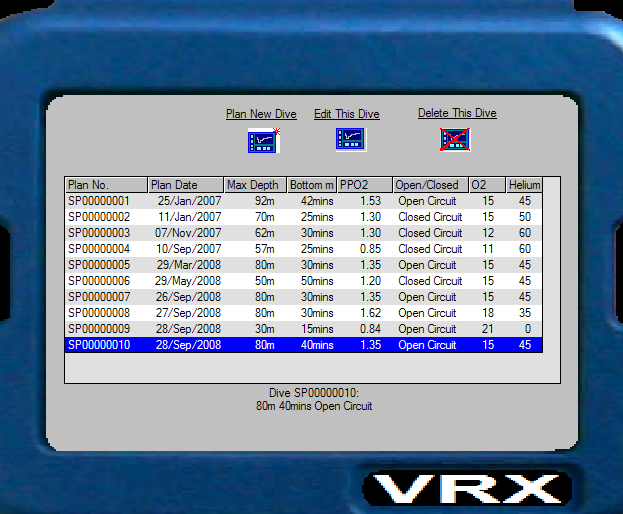 Plan New Dive Edit This Dive Delete This Dive
Plan No. Plan Date Max Depth Bottom m PPO2 Open/Closed O2 Helium
SP00000001 25/Jan/2007 92m 42mins 1.53 Open Circuit 15 45
SP00000002 11/Jan/2007 70m 25mins 1.30 Closed Circuit 15 50
SP00000003 07/Nov/2007 62m 30mins 1.30 Closed Circuit 12 60
SP00000004 10/Sep/2007 57m 25mins 0.85 Closed Circuit 11 60
SP00000005 29/Mar/2008 80m 30mins 1.35 Open Circuit 15 45
SP00000006 29/May/2008 50m 50mins 1.20 Closed Circuit 15 45
SP00000007 26/Sep/2008 80m 30mins 1.35 Open Circuit 15 45
SP00000008 27/Sep/2008 80m 30mins 1.62 Open Circuit 18 35
SP00000009 28/Sep/2008 30m 15mins 0.84 Open Circuit 21 0
SP00000010 28/Sep/2008 80m 40mins 1.35 Open Circuit 15 45
Dive SP00000010:
80m 40mins Open Circuit
VRX